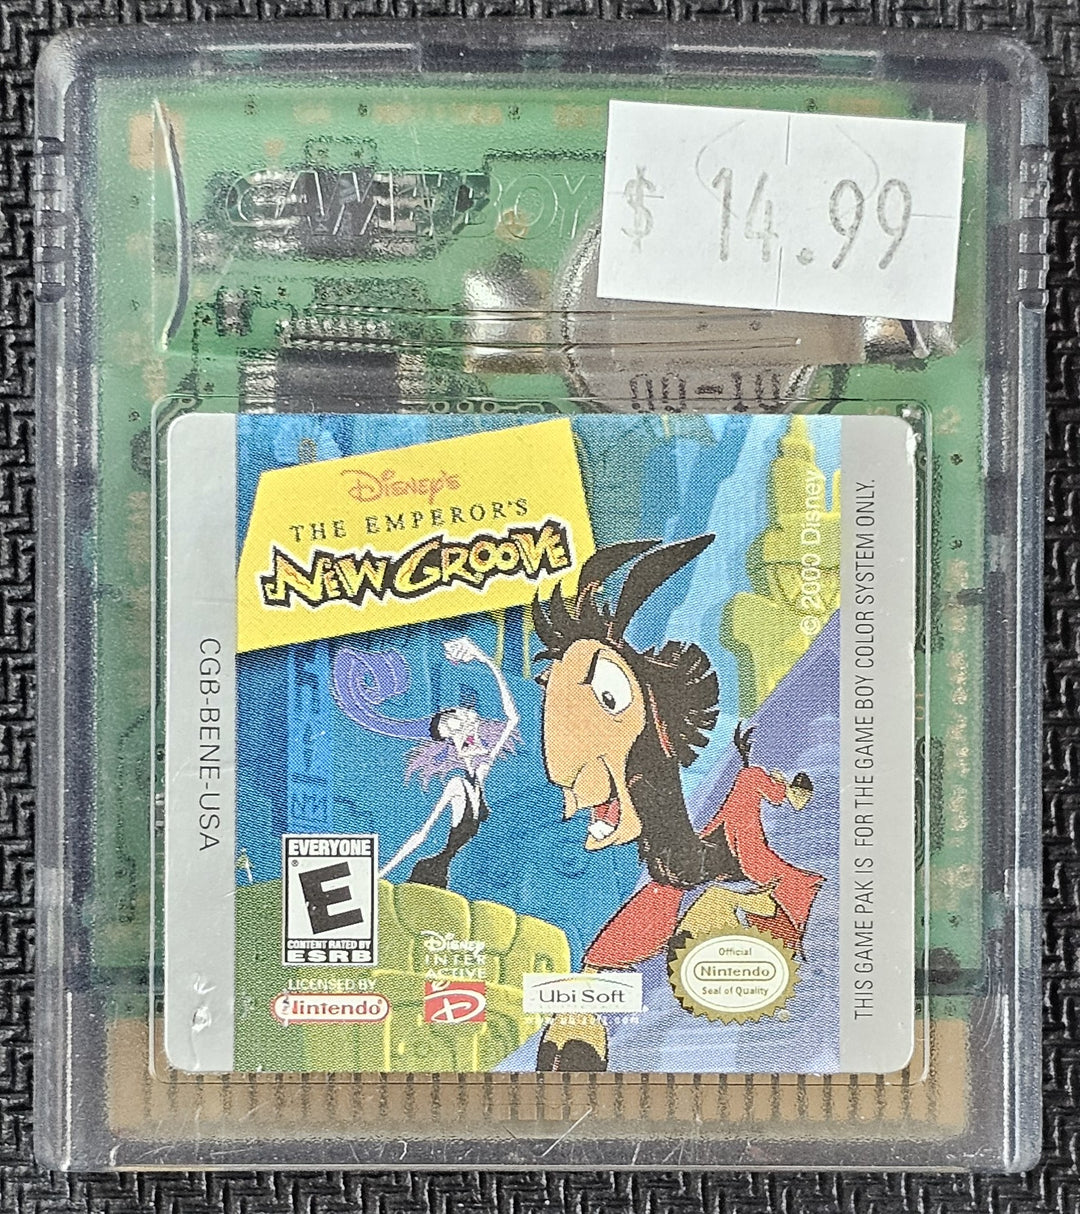 GAME BOY
$ 14.99
Disney's
THE EMPEROR'S
NEW GROOVE
© 2000 Disney
THIS GAME PAK IS FOR THE GAME BOY COLOR SYSTEM ONLY.
CGB-BENE-USA
EVERYONE
E
CONTENT RATED BY
ESRB
LICENSED BY
Nintendo®
Disney
INTER
ACTIVE
D
Ubi Soft
Official
Nintendo
Seal of Quality